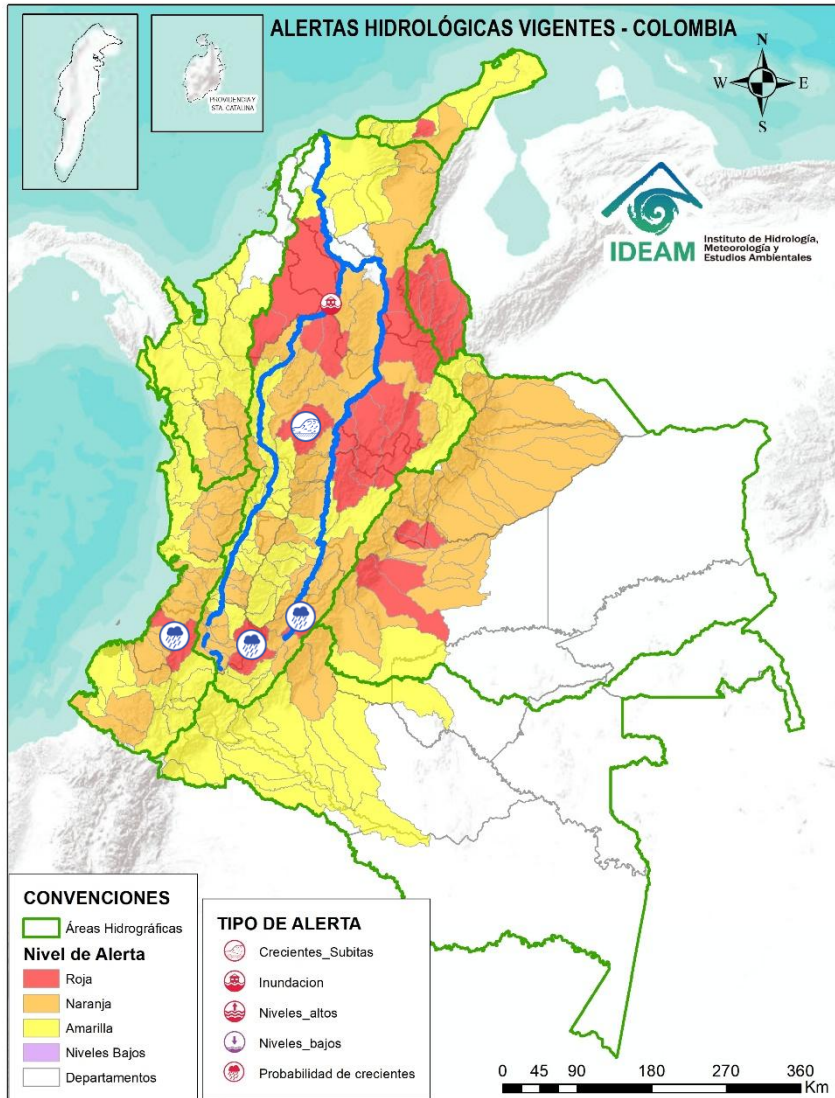 ALERTAS HIDROLÓGICAS VIGENTES - COLOMBIA
PROVIDENCIA Y
STA. CATALINA
N
W
E
S
IDEAM
Instituto de Hidrología,
Meteorología y
Estudios Ambientales
CONVENCIONES
Áreas Hidrográficas
Nivel de Alerta
Roja
Naranja
Amarilla
Niveles Bajos
Departamentos
TIPO DE ALERTA
Crecientes_Subitas
Inundacion
Niveles_altos
Niveles_bajos
Probabilidad de crecientes
0 45 90 180 270 360
Km